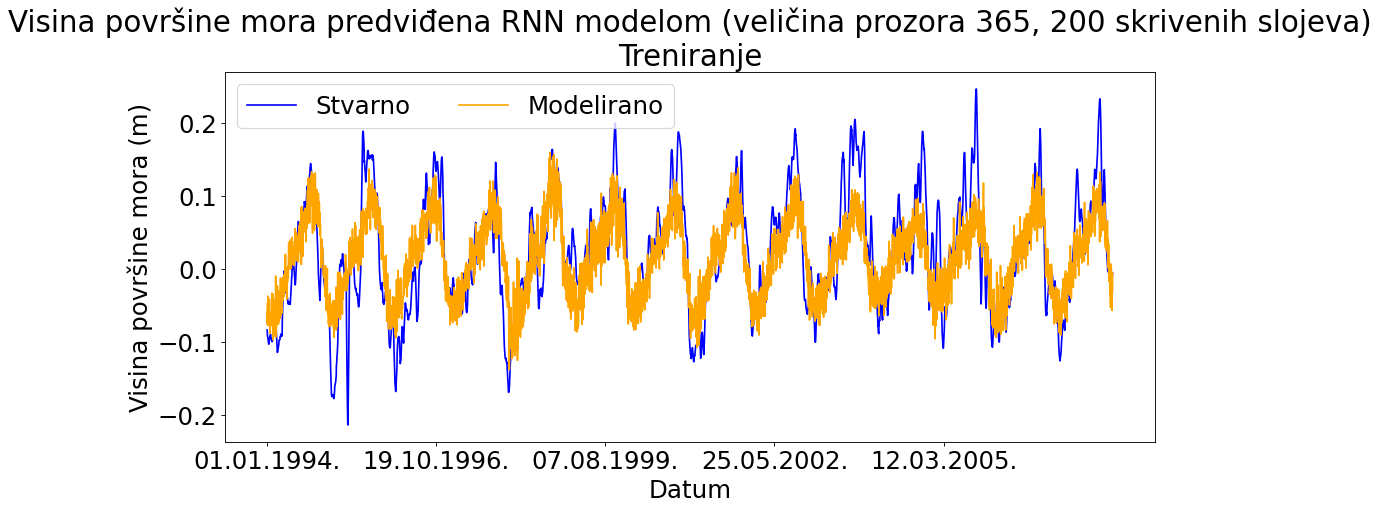 Visina površine mora predviđena RNN modelom (veličina prozora 365, 200 skrivenih slojeva)
Treniranje
Stvarno Modelirano
Visina površine mora (m)
0.2
0.1
0.0
−0.1
−0.2
01.01.1994. 19.10.1996. 07.08.1999. 25.05.2002. 12.03.2005.
Datum